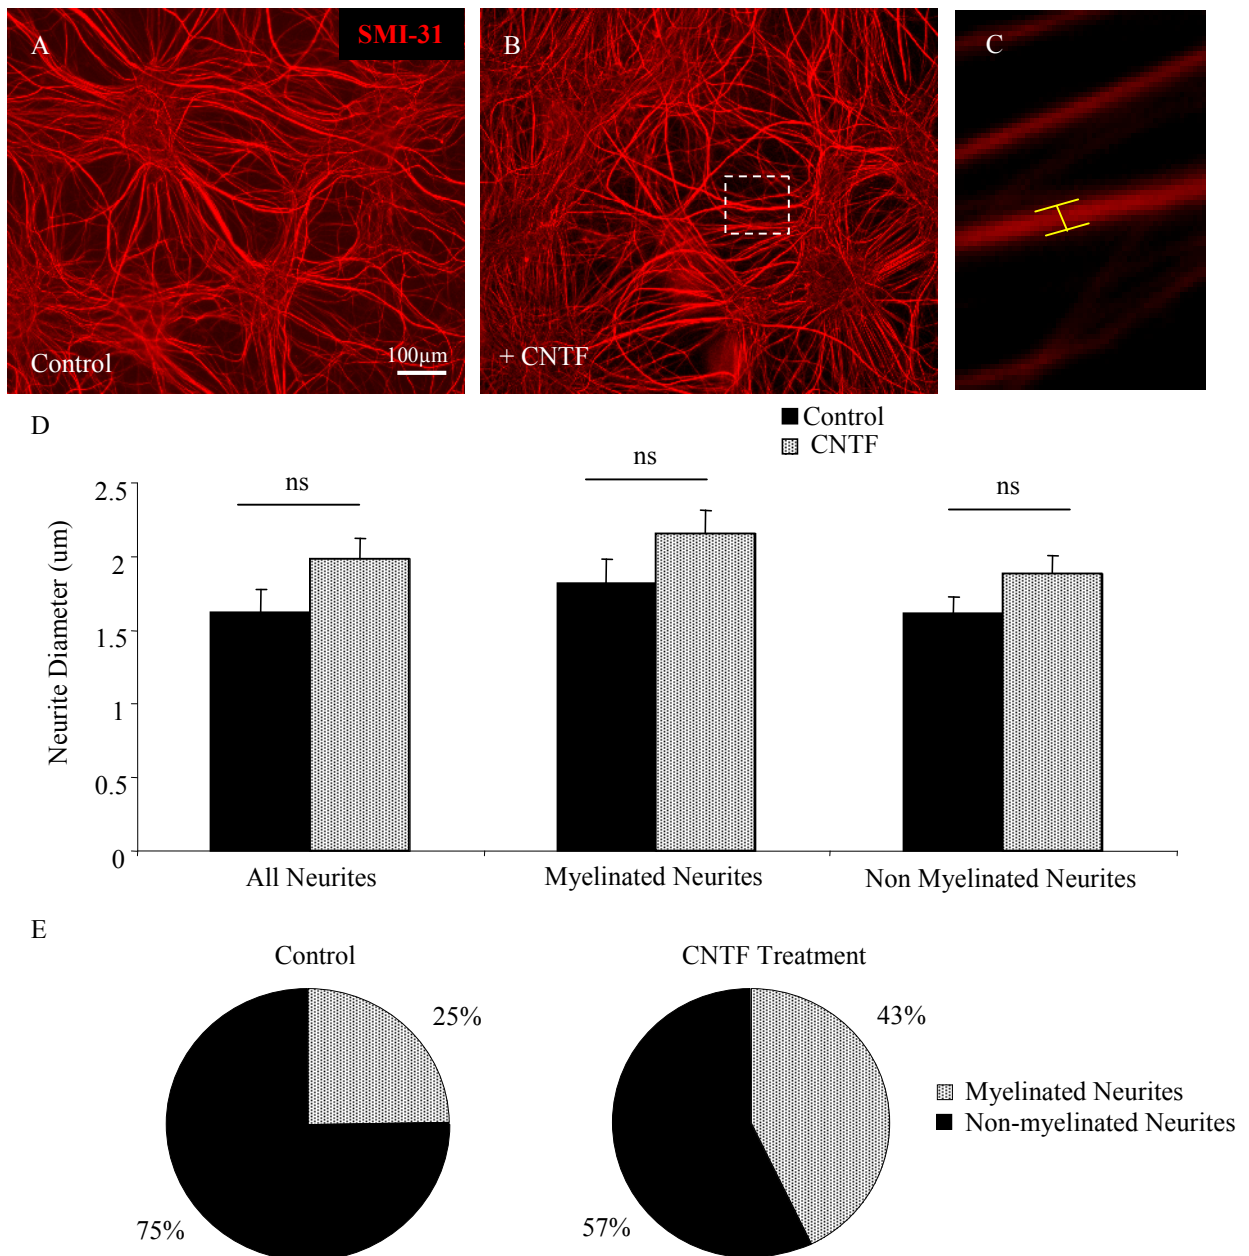 A
SMI-31
B
C
Control
100µm
+ CNTF
D
Control
CNTF
ns
ns
ns
Neurite Diameter (um)
2.5
2
1.5
1
0.5
0
All Neurites
Myelinated Neurites
Non Myelinated Neurites
E
Control
CNTF Treatment
25%
43%
75%
57%
Myelinated Neurites
Non-myelinated Neurites